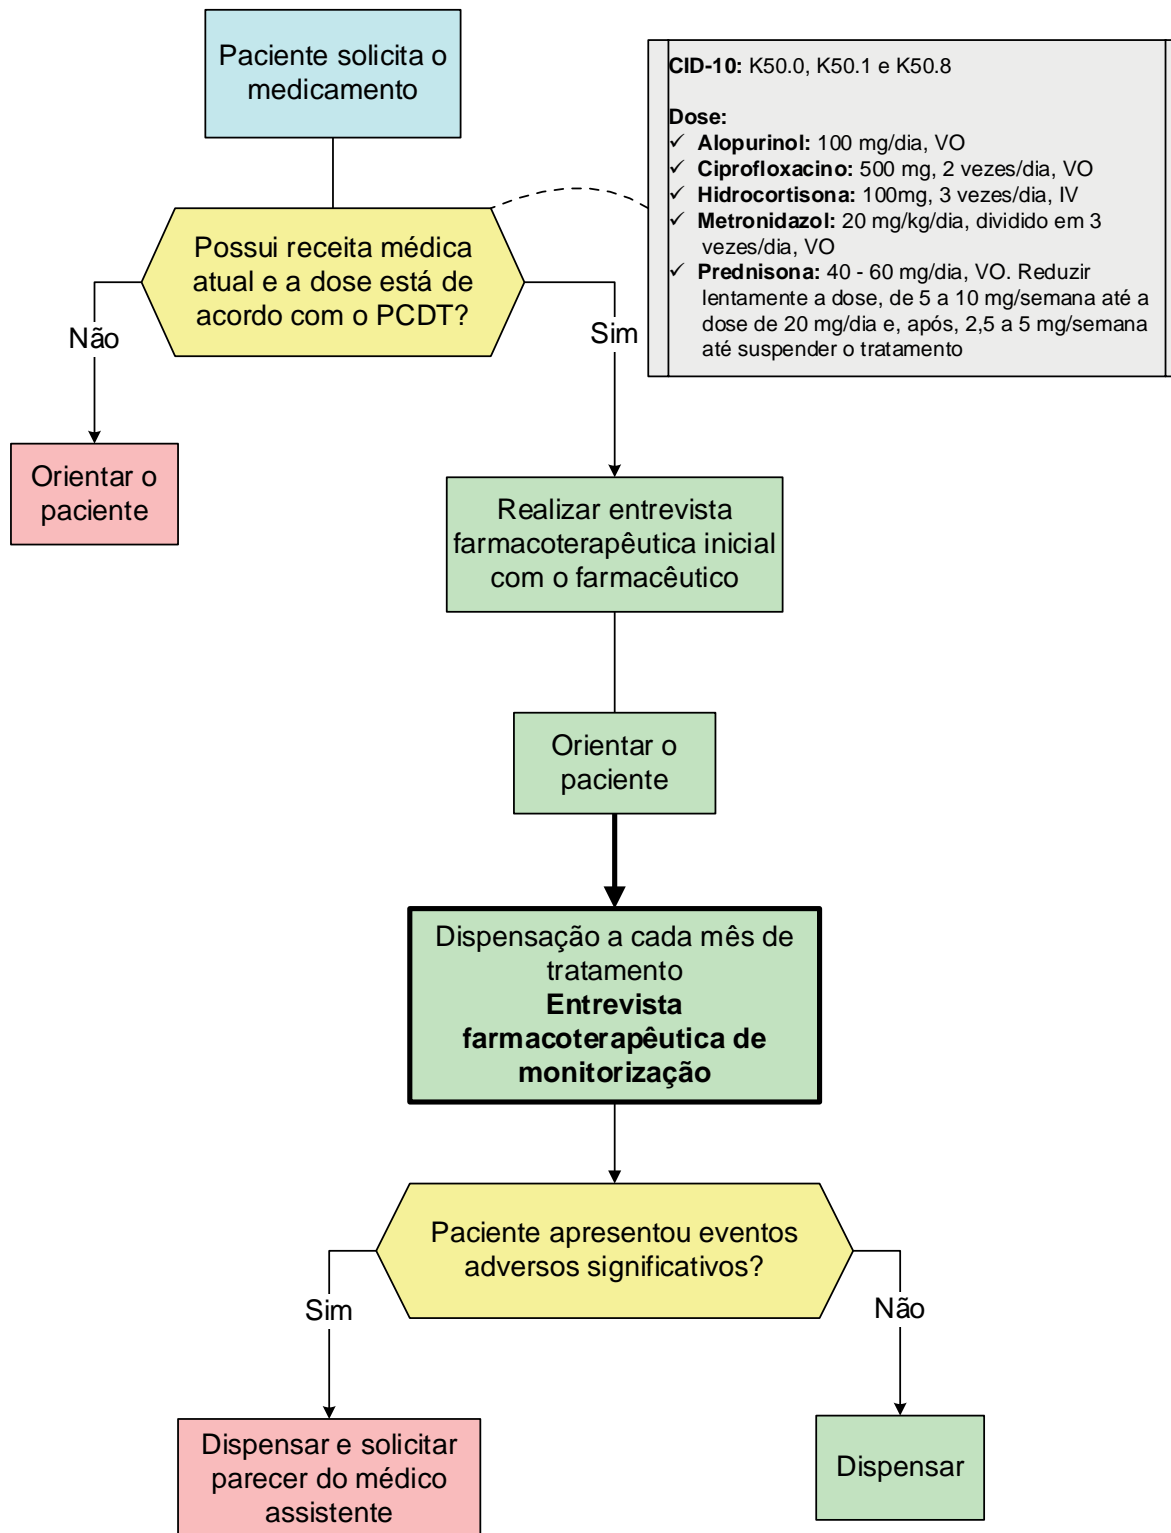 Paciente solicita o
medicamento
CID-10: K50.0, K50.1 e K50.8
Dose:
✓ Alopurinol: 100 mg/dia, VO
✓ Ciprofloxacino: 500 mg, 2 vezes/dia, VO
✓ Hidrocortisona: 100mg, 3 vezes/dia, IV
✓ Metronidazol: 20 mg/kg/dia, dividido em 3
vezes/dia, VO
✓ Prednisona: 40 - 60 mg/dia, VO. Reduzir
lentamente a dose, de 5 a 10 mg/semana até a
dose de 20 mg/dia e, após, 2,5 a 5 mg/semana
até suspender o tratamento
Possui receita médica
atual e a dose está de
acordo com o PCDT?
Não
Sim
Orientar o
paciente
Realizar entrevista
farmacoterapêutica inicial
com o farmacêutico
Orientar o
paciente
Dispensação a cada mês de
tratamento
Entrevista
farmacoterapêutica de
monitorização
Paciente apresentou eventos
adversos significativos?
Sim
Não
Dispensar e solicitar
parecer do médico
assistente
Dispensar